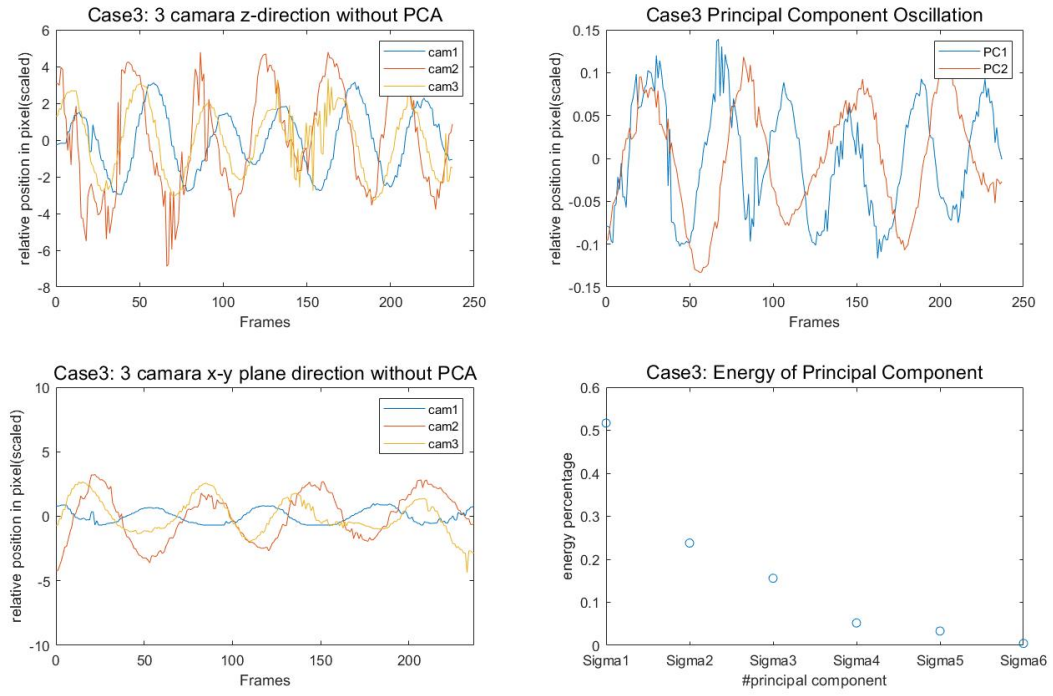 Case3: 3 camara z-direction without PCA
relative position in pixel(scaled)
6
4
2
0
-2
-4
-6
-8
cam1
cam2
cam3
0 50 100 150 200 250
Frames
Case3 Principal Component Oscillation
relative position in pixel(scaled)
0.15
0.1
0.05
0
-0.05
-0.1
-0.15
PC1
PC2
0 50 100 150 200 250
Frames
Case3: 3 camara x-y plane direction without PCA
relative position in pixel(scaled)
10
5
0
-5
-10
cam1
cam2
cam3
0 50 100 150 200
Frames
Case3: Energy of Principal Component
energy percentage
0.6
0.5
0.4
0.3
0.2
0.1
0
Sigma1 Sigma2 Sigma3 Sigma4 Sigma5 Sigma6
#principal component